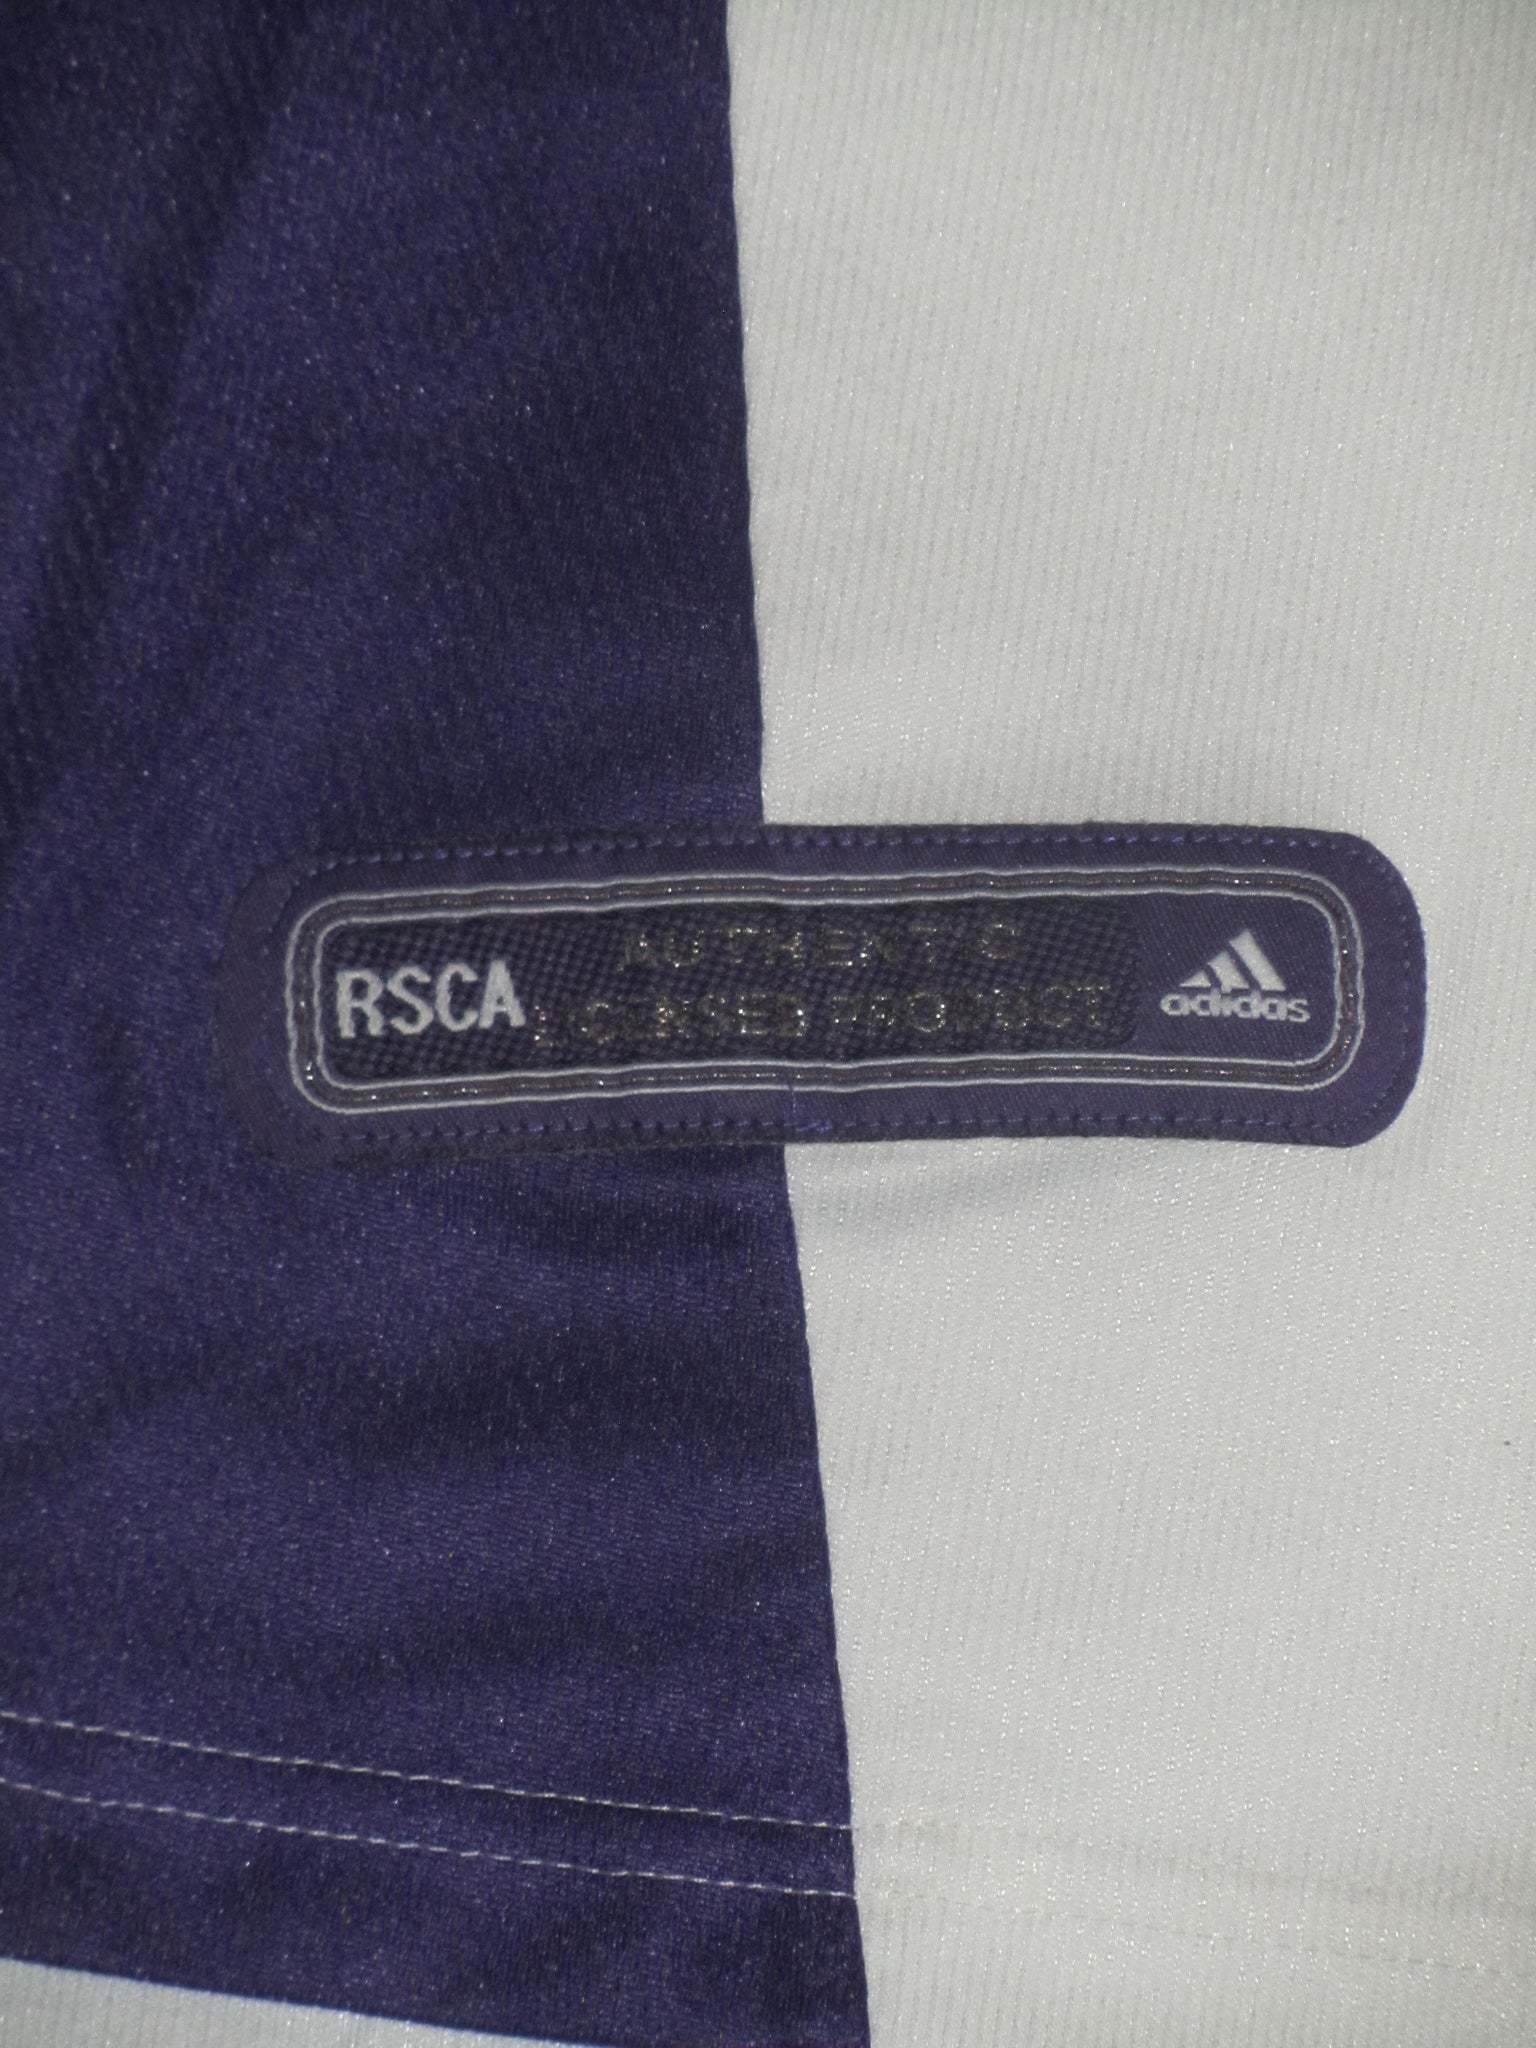 RSCA
AUTHENTIC
LICENSED PRODUCT
adidas